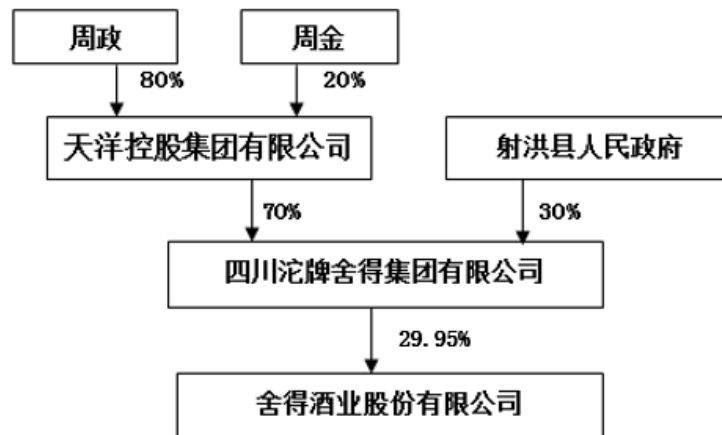 周政
周金
80%
20%
天洋控股集团有限公司
射洪县人民政府
70%
30%
四川沱牌舍得集团有限公司
29.95%
舍得酒业股份有限公司